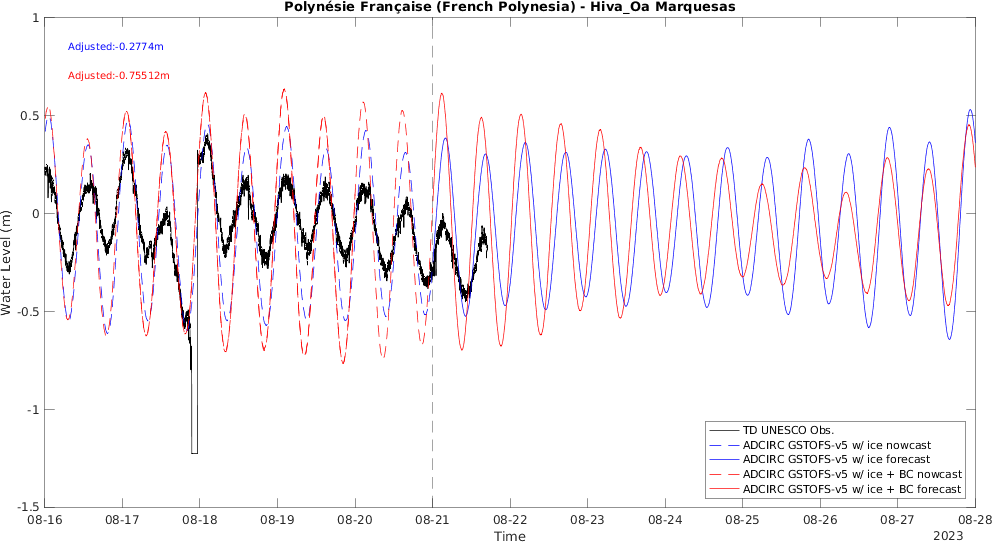 Polynésie Française (French Polynesia) - Hiva_Oa Marquesas
Adjusted:-0.2774m
Adjusted:-0.75512m
1
0.5
0
-0.5
-1
-1.5
Water Level (m)
TD UNESCO Obs.
ADCIRC GSTOFS-v5 w/ ice nowcast
ADCIRC GSTOFS-v5 w/ ice forecast
ADCIRC GSTOFS-v5 w/ ice + BC nowcast
ADCIRC GSTOFS-v5 w/ ice + BC forecast
08-16 08-17 08-18 08-19 08-20 08-21 08-22 08-23 08-24 08-25 08-26 08-27 08-28
Time
2023